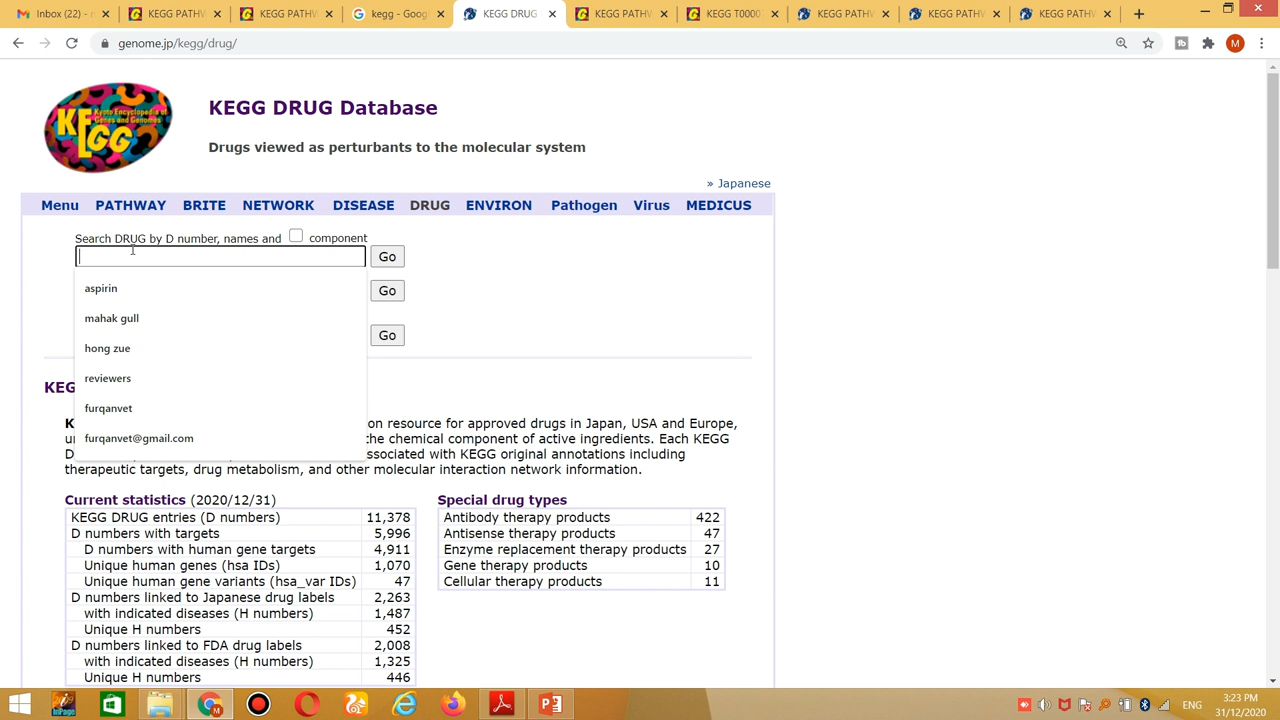 Inbox (22) - m
KEGG PATHW
KEGG PATHW
kegg - Goog
KEGG DRUG
KEGG PATHW
KEGG T0000
KEGG PATHW
KEGG PATHW
KEGG PATHW
genome.jp/kegg/drug/
M
KEGG
Kyoto Encyclopedia of
Genes and Genomes
KEGG DRUG Database
Drugs viewed as perturbants to the molecular system
» Japanese
Menu PATHWAY BRITE NETWORK DISEASE DRUG ENVIRON Pathogen Virus MEDICUS
Search DRUG by D number, names and component
Go
aspirin
Go
mahak gull
Go
hong zue
reviewers
KEG
furqanvet
K on resource for approved drugs in Japan, USA and Europe,
furqanvet@gmail.com
the chemical component of active ingredients. Each KEGG
D ssociated with KEGG original annotations including
therapeutic targets, drug metabolism, and other molecular interaction network information.
Current statistics (2020/12/31)
KEGG DRUG entries (D numbers) 11,378
D numbers with targets 5,996
D numbers with human gene targets 4,911
Unique human genes (hsa IDs) 1,070
Unique human gene variants (hsa_var IDs) 47
D numbers linked to Japanese drug labels 2,263
with indicated diseases (H numbers) 1,487
Unique H numbers 452
D numbers linked to FDA drug labels 2,008
with indicated diseases (H numbers) 1,325
Unique H numbers 446
Special drug types
Antibody therapy products 422
Antisense therapy products 47
Enzyme replacement therapy products 27
Gene therapy products 10
Cellular therapy products 11
ENG
3:23 PM
31/12/2020